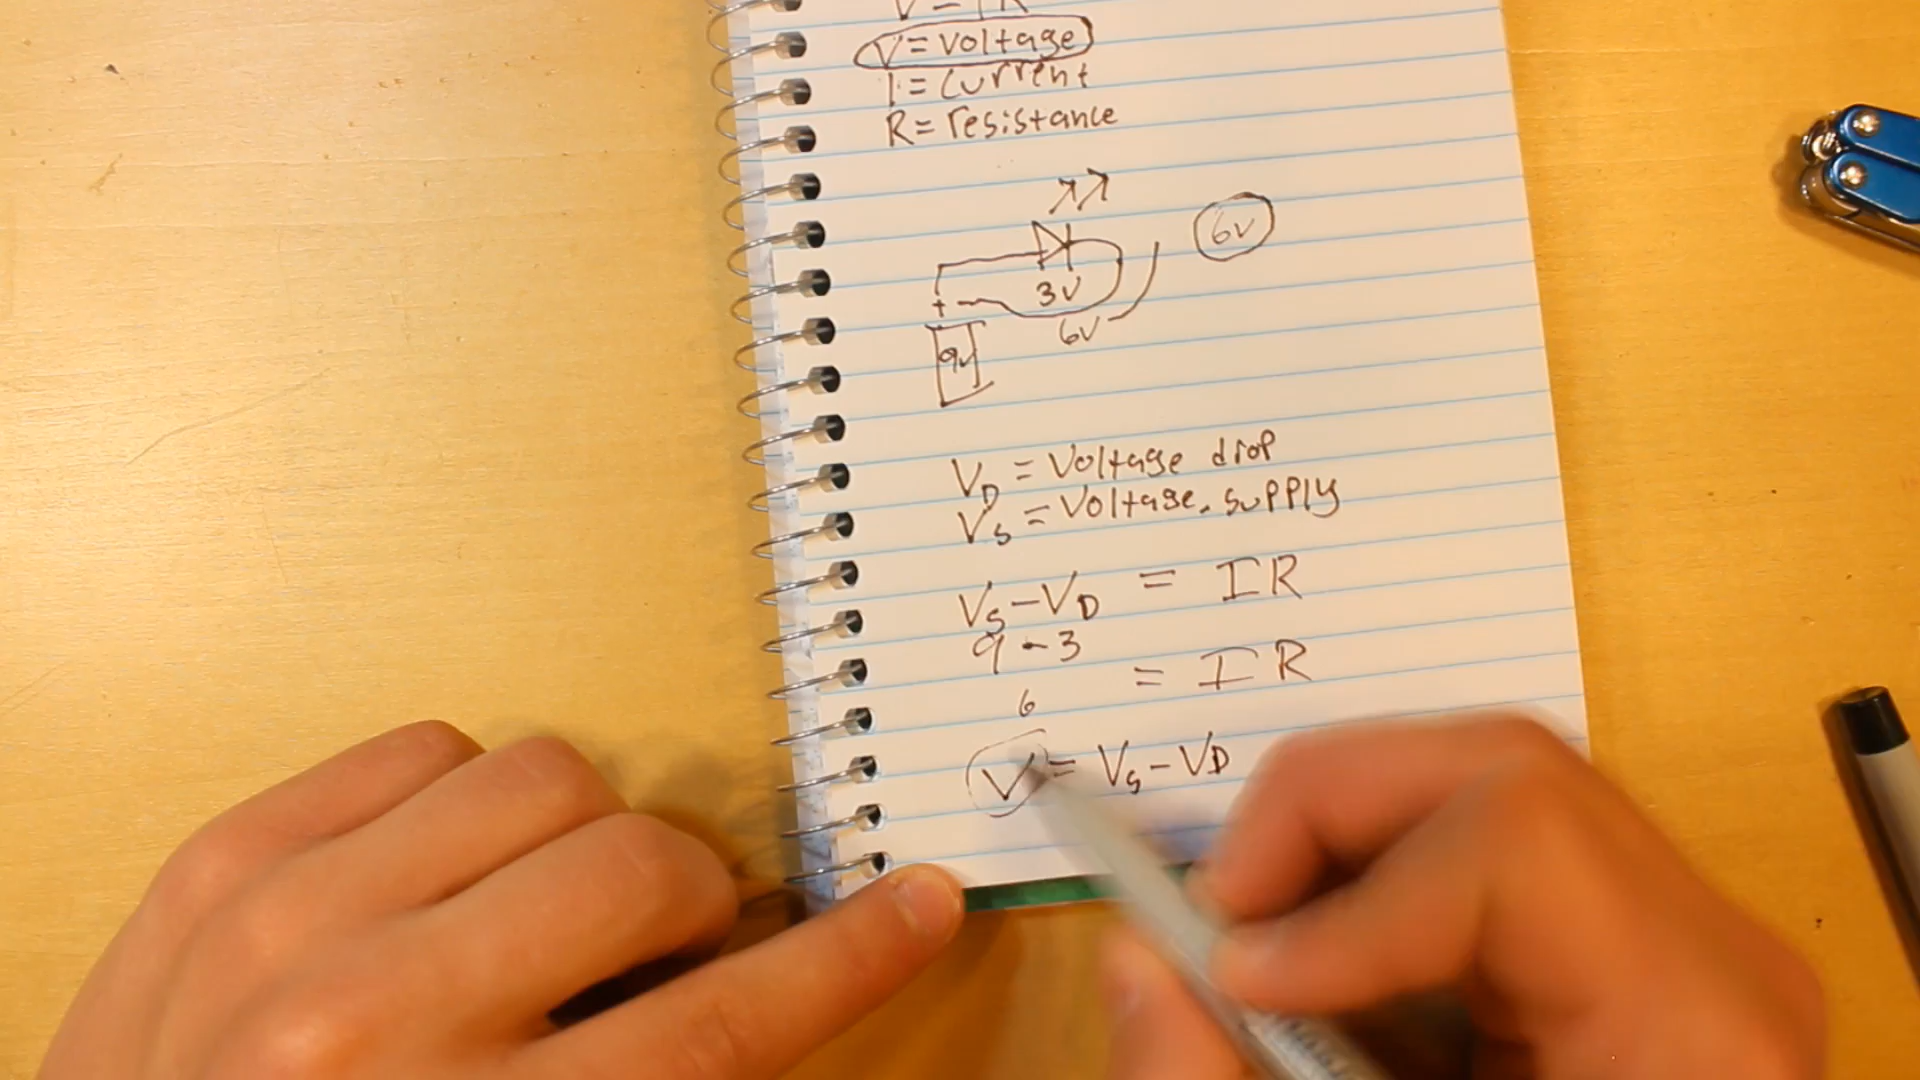 V = IR
V = voltage
I = Current
R = resistance
6v
+
3V
6V
9v
VD = Voltage drop
VS = Voltage supply
VS - VD = IR
9 - 3
= IR
6
V = VS - VD